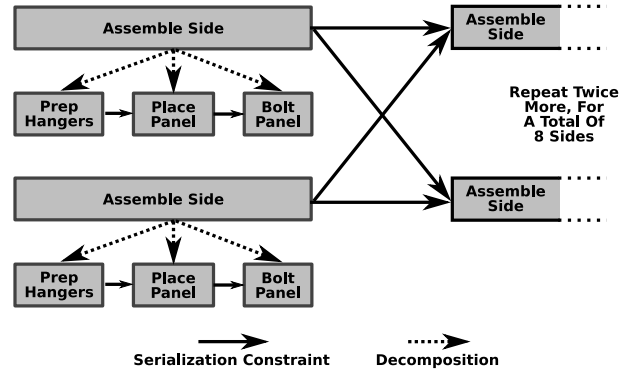 Assemble Side
Assemble
Side
Prep
Hangers
Place
Panel
Bolt
Panel
Repeat Twice
More, For
A Total Of
8 Sides
Assemble Side
Assemble
Side
Prep
Hangers
Place
Panel
Bolt
Panel
Serialization Constraint
Decomposition